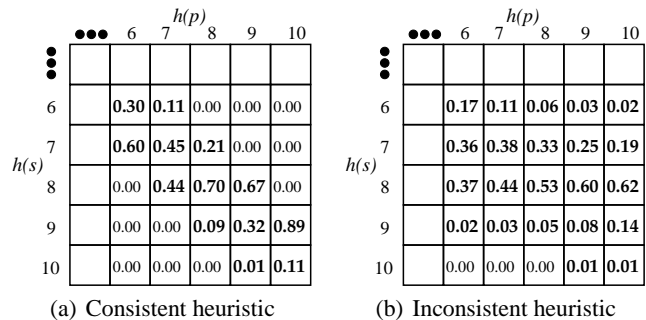 h(p) h(p)
6 7 8 9 10 6 7 8 9 10
6 0.30 0.11 0.00 0.00 0.00 6 0.17 0.11 0.06 0.03 0.02
7 0.60 0.45 0.21 0.00 0.00 7 0.36 0.38 0.33 0.25 0.19
h(s) 8 0.00 0.44 0.70 0.67 0.00 h(s) 8 0.37 0.44 0.53 0.60 0.62
9 0.00 0.00 0.09 0.32 0.89 9 0.02 0.03 0.05 0.08 0.14
10 0.00 0.00 0.00 0.01 0.11 10 0.00 0.00 0.00 0.01 0.01
(a) Consistent heuristic (b) Inconsistent heuristic